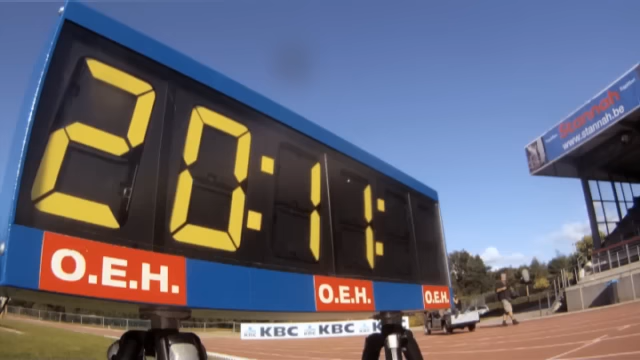 20:11:
O.E.H. O.E.H. O.E.H.
Stannah
www.stannah.be
KBC KBC K